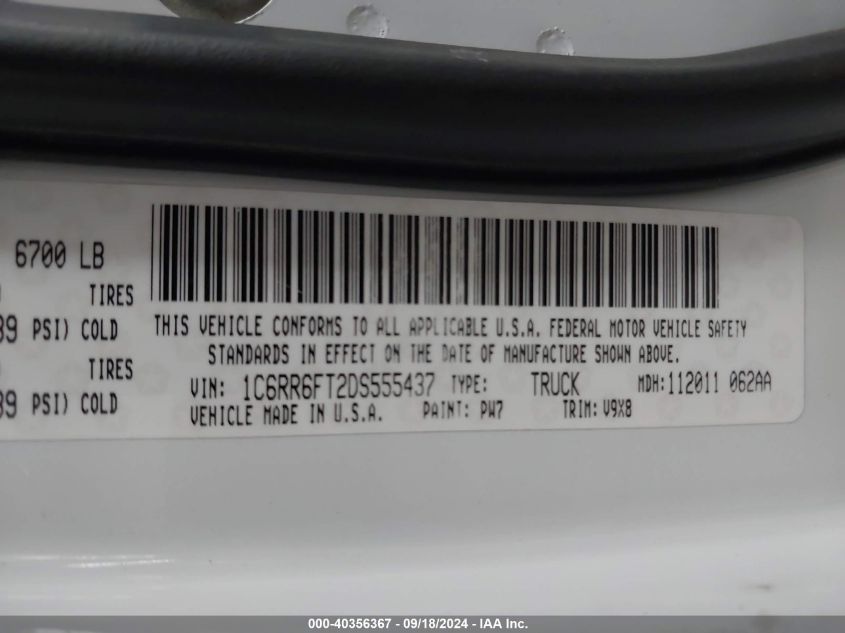 6700 LB
TIRES
39 PSI) COLD
TIRES
39 PSI) COLD
THIS VEHICLE CONFORMS TO ALL APPLICABLE U.S.A. FEDERAL MOTOR VEHICLE SAFETY
STANDARDS IN EFFECT ON THE DATE OF MANUFACTURE SHOWN ABOVE.
VIN: 1C6RR6FT2DS555437 TYPE: TRUCK MDH:112011 062AA
VEHICLE MADE IN U.S.A. PAINT: PW7 TRIM: V9X8
000-40356367 - 09/18/2024 - IAA Inc.